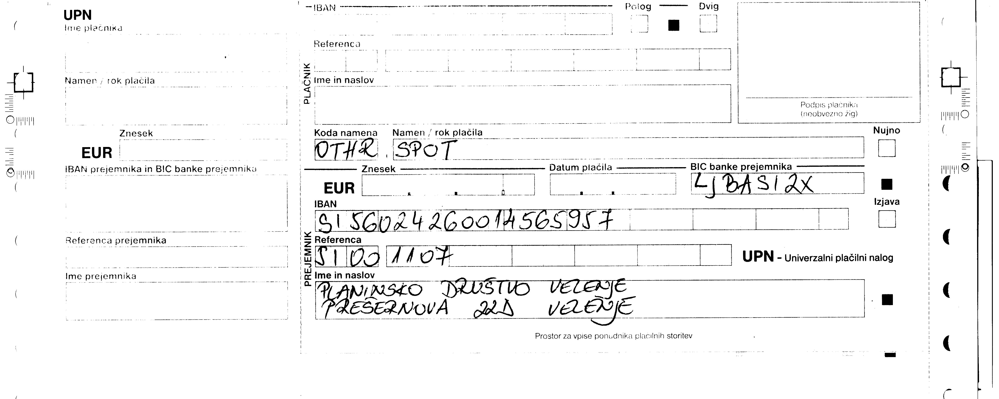 UPN
Ime plačnika
Namen / rok plačila
Znesek
EUR
IBAN prejemnika in BIC banke prejemnika
Referenca prejemnika
Ime prejemnika
IBAN
Polog
Dvig
Referenca
PLAČNIK
Ime in naslov
Podpis plačnika
(neobvezno žig)
Koda namena
Namen / rok plačila
Nujno
OTHR
SPOT
Znesek
Datum plačila
BIC banke prejemnika
EUR
LJBASI2X
IBAN
Izjava
SI56024260014565957
PREJEMNIK
Referenca
SI00 1107
UPN - Univerzalni plačilni nalog
Ime in naslov
PLANINSKO DRUŠTVO VELENJE
PREŠERNOVA 22D VELENJE
Prostor za vpise ponudnika plačilnih storitev